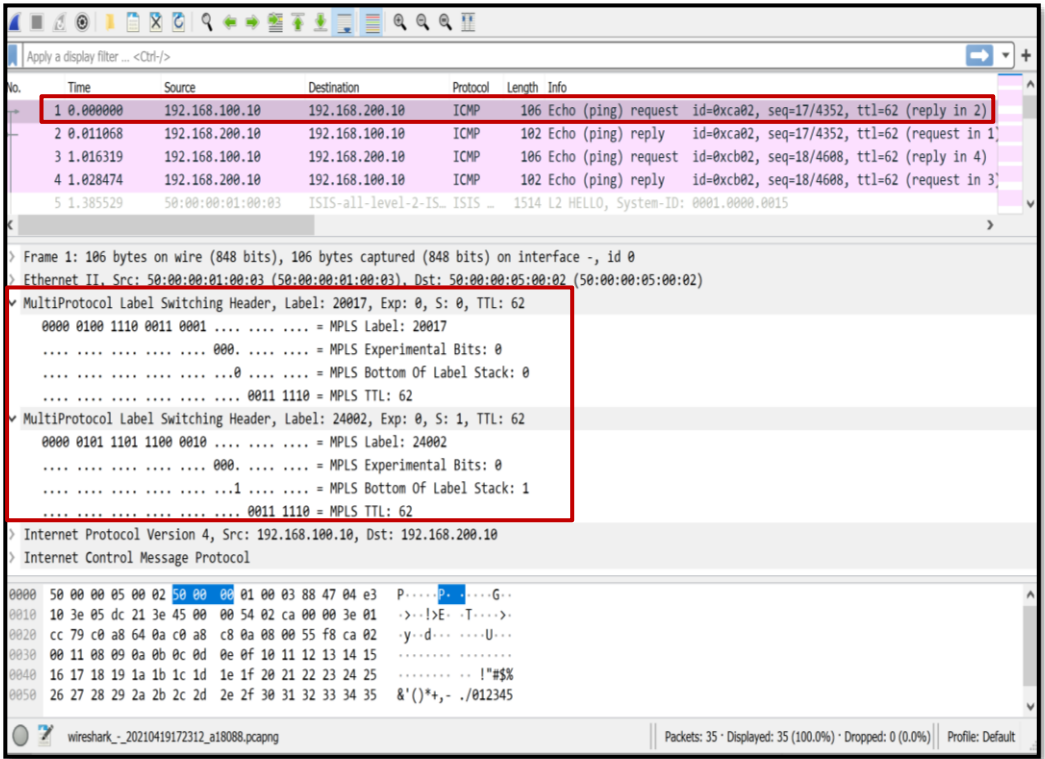 Apply a display filter ... <Ctrl-/>
No. Time Source Destination Protocol Length Info
1 0.000000 192.168.100.10 192.168.200.10 ICMP 106 Echo (ping) request id=0xca02, seq=17/4352, ttl=62 (reply in 2)
2 0.011068 192.168.200.10 192.168.100.10 ICMP 102 Echo (ping) reply id=0xca02, seq=17/4352, ttl=62 (request in 1)
3 1.016319 192.168.100.10 192.168.200.10 ICMP 106 Echo (ping) request id=0xcb02, seq=18/4608, ttl=62 (reply in 4)
4 1.028474 192.168.200.10 192.168.100.10 ICMP 102 Echo (ping) reply id=0xcb02, seq=18/4608, ttl=62 (request in 3)
5 1.385529 50:00:00:01:00:03 ISIS-all-level-2-IS… ISIS … 1514 L2 HELLO, System-ID: 0001.0000.0015
Frame 1: 106 bytes on wire (848 bits), 106 bytes captured (848 bits) on interface -, id 0
Ethernet II, Src: 50:00:00:01:00:03 (50:00:00:01:00:03), Dst: 50:00:00:05:00:02 (50:00:00:05:00:02)
MultiProtocol Label Switching Header, Label: 20017, Exp: 0, S: 0, TTL: 62
0000 0100 1110 0011 0001 .... .... .... = MPLS Label: 20017
.... .... .... .... .... 000. .... .... = MPLS Experimental Bits: 0
.... .... .... .... .... ...0 .... .... = MPLS Bottom Of Label Stack: 0
.... .... .... .... .... .... 0011 1110 = MPLS TTL: 62
MultiProtocol Label Switching Header, Label: 24002, Exp: 0, S: 1, TTL: 62
0000 0101 1101 1100 0010 .... .... .... = MPLS Label: 24002
.... .... .... .... .... 000. .... .... = MPLS Experimental Bits: 0
.... .... .... .... .... ...1 .... .... = MPLS Bottom Of Label Stack: 1
.... .... .... .... .... .... 0011 1110 = MPLS TTL: 62
Internet Protocol Version 4, Src: 192.168.100.10, Dst: 192.168.200.10
Internet Control Message Protocol
0000 50 00 00 05 00 02 50 00 00 01 00 03 88 47 04 e3 P·····P·····G··
0010 10 3e 05 dc 21 3e 45 00 00 54 02 ca 00 00 3e 01 ·>··!>E··T····>·
0020 cc 79 c0 a8 64 0a c0 a8 c8 0a 08 00 55 f8 ca 02 ·y··d·······U···
0030 00 11 08 09 0a 0b 0c 0d 0e 0f 10 11 12 13 14 15 ················
0040 16 17 18 19 1a 1b 1c 1d 1e 1f 20 21 22 23 24 25 ·········· !"#$%
0050 26 27 28 29 2a 2b 2c 2d 2e 2f 30 31 32 33 34 35 &'()*+,- ./012345
wireshark_-_20210419172312_a18088.pcapng Packets: 35 · Displayed: 35 (100.0%) · Dropped: 0 (0.0%) Profile: Default